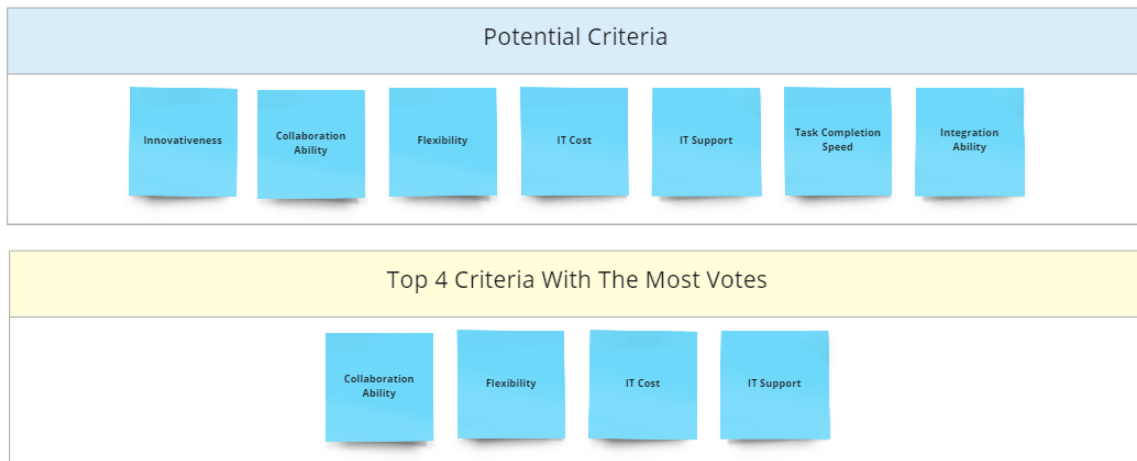 Potential Criteria
Innovativeness
Collaboration
Ability
Flexibility
IT Cost
IT Support
Task Completion
Speed
Integration
Ability
Top 4 Criteria With The Most Votes
Collaboration
Ability
Flexibility
IT Cost
IT Support